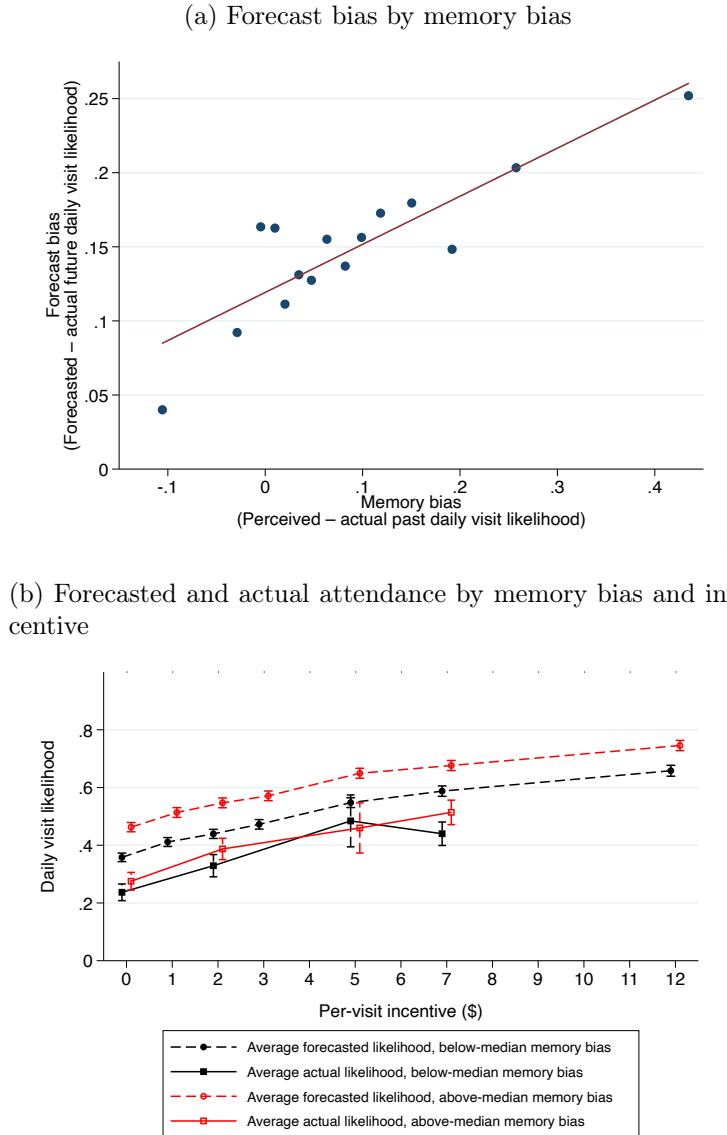 (a) Forecast bias by memory bias
Forecast bias
(Forecasted – actual future daily visit likelihood)
.25
.2
.15
.1
.05
0
-.1
0
.1
.2
.3
.4
Memory bias
(Perceived – actual past daily visit likelihood)
(b) Forecasted and actual attendance by memory bias and in
centive
Daily visit likelihood
.8
.6
.4
.2
0
0 1 2 3 4 5 6 7 8 9 10 11 12
Per-visit incentive ($)
Average forecasted likelihood, below-median memory bias
Average actual likelihood, below-median memory bias
Average forecasted likelihood, above-median memory bias
Average actual likelihood, above-median memory bias